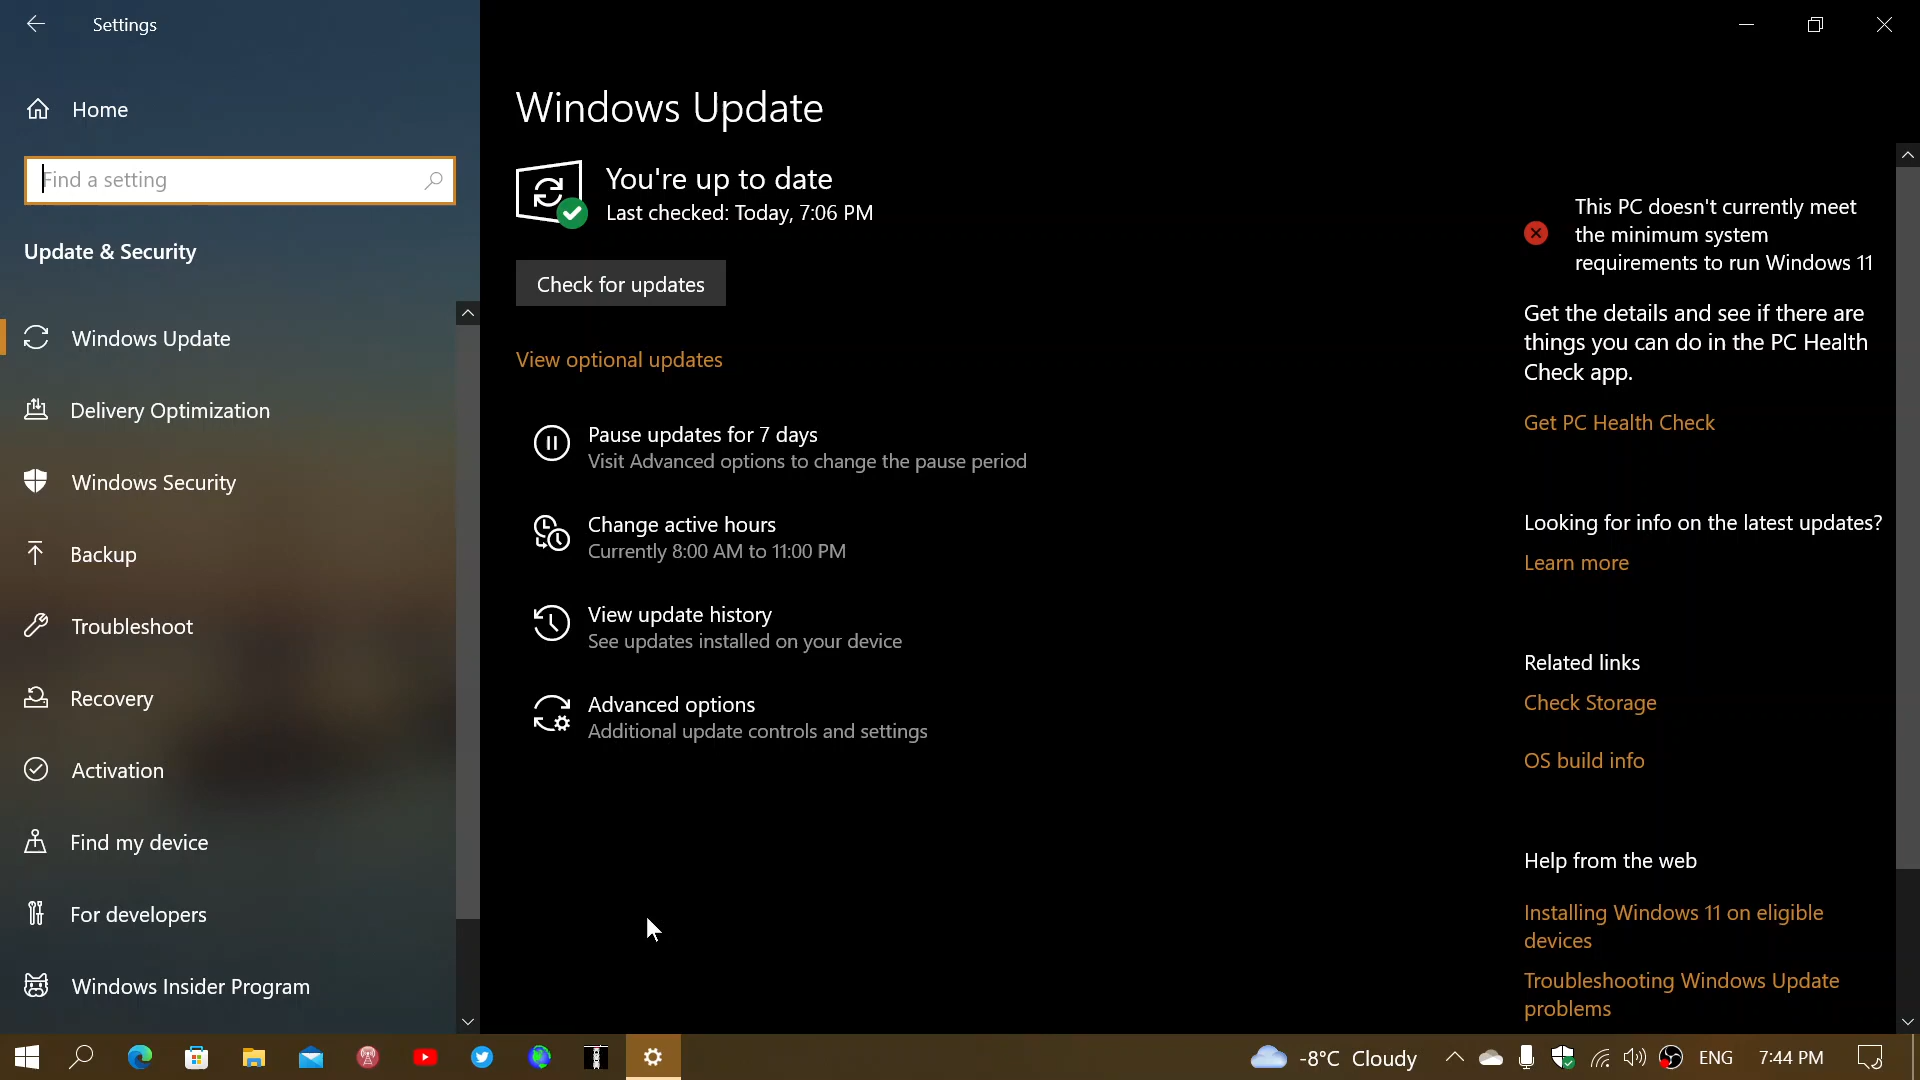 Settings
Home
Find a setting
Update & Security
Windows Update
Delivery Optimization
Windows Security
Backup
Troubleshoot
Recovery
Activation
Find my device
For developers
Windows Insider Program
Windows Update
You're up to date
Last checked: Today, 7:06 PM
Check for updates
View optional updates
Pause updates for 7 days
Visit Advanced options to change the pause period
Change active hours
Currently 8:00 AM to 11:00 PM
View update history
See updates installed on your device
Advanced options
Additional update controls and settings
This PC doesn't currently meet
the minimum system
requirements to run Windows 11
Get the details and see if there are
things you can do in the PC Health
Check app.
Get PC Health Check
Looking for info on the latest updates?
Learn more
Related links
Check Storage
OS build info
Help from the web
Installing Windows 11 on eligible
devices
Troubleshooting Windows Update
problems
-8°C Cloudy
ENG
7:44 PM